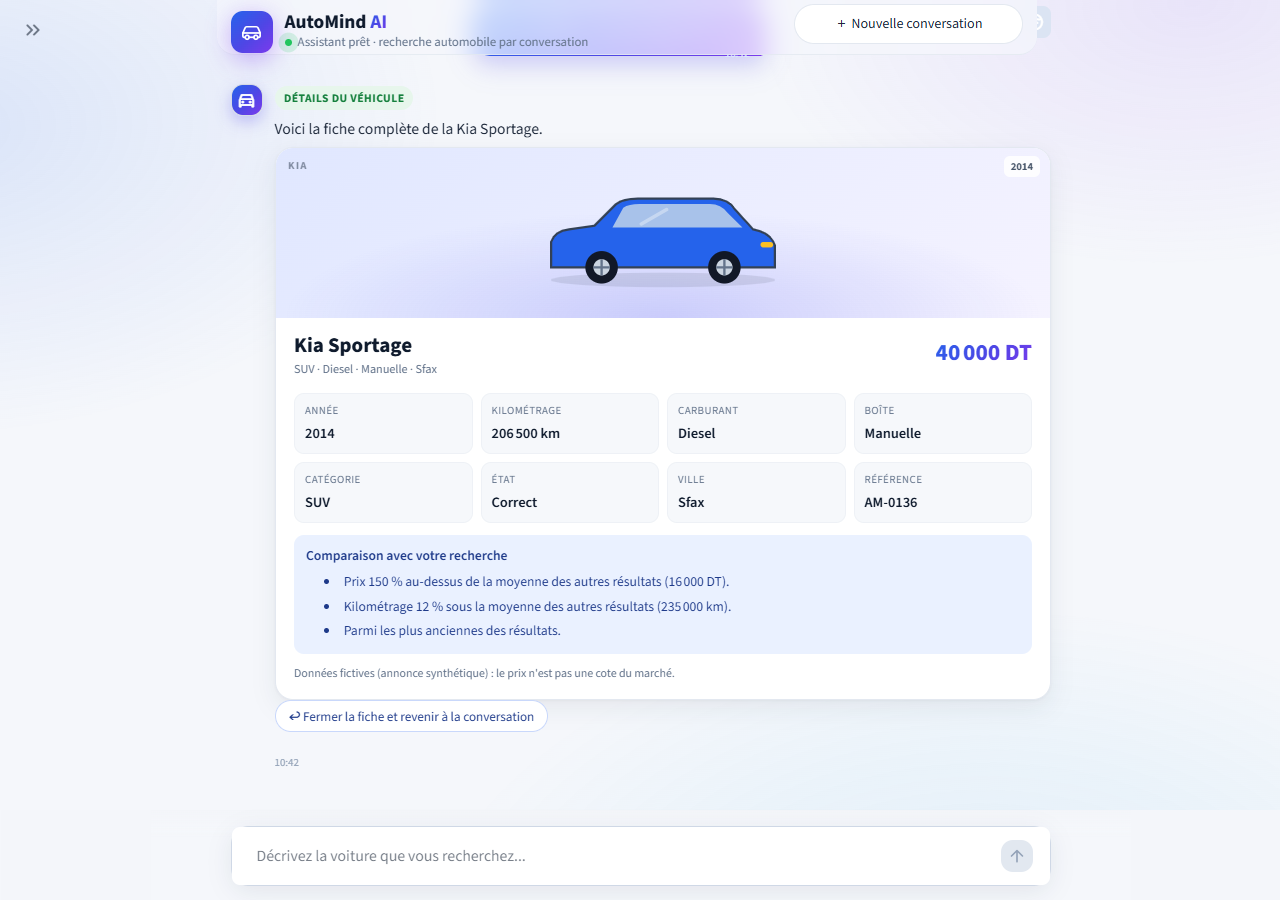 AutoMind AI
Assistant prêt · recherche automobile par conversation
+ Nouvelle conversation
DÉTAILS DU VÉHICULE
Voici la fiche complète de la Kia Sportage.
KIA
2014
Kia Sportage
40 000 DT
SUV · Diesel · Manuelle · Sfax
ANNÉE
2014
KILOMÉTRAGE
206 500 km
CARBURANT
Diesel
BOÎTE
Manuelle
CATÉGORIE
SUV
ÉTAT
Correct
VILLE
Sfax
RÉFÉRENCE
AM-0136
Comparaison avec votre recherche
• Prix 150 % au-dessus de la moyenne des autres résultats (16 000 DT).
• Kilométrage 12 % sous la moyenne des autres résultats (235 000 km).
• Parmi les plus anciennes des résultats.
Données fictives (annonce synthétique) : le prix n'est pas une cote du marché.
↩ Fermer la fiche et revenir à la conversation
10:42
Décrivez la voiture que vous recherchez...